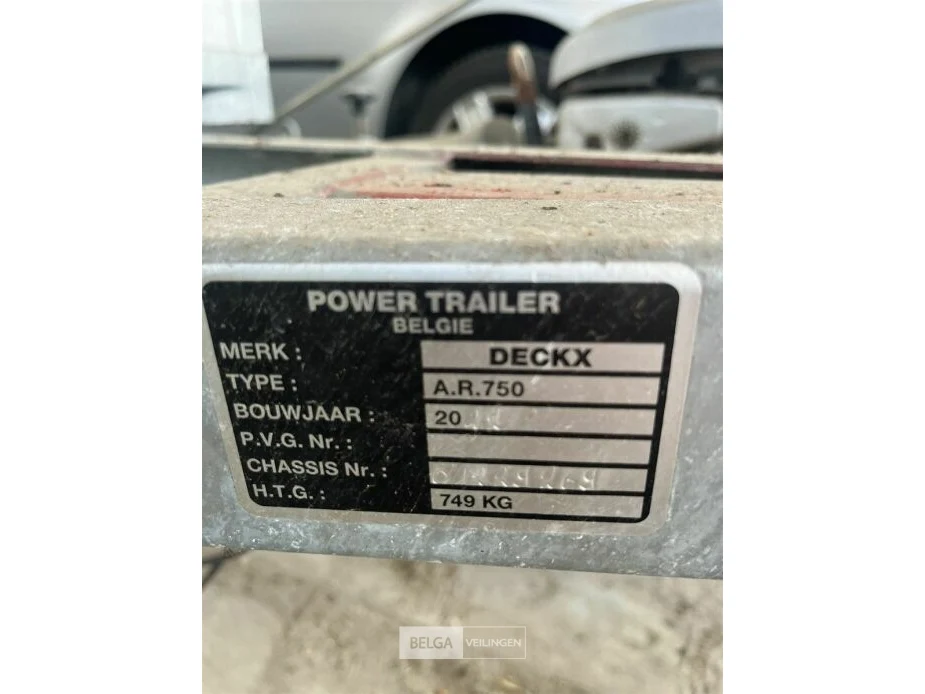 POWER TRAILER
BELGIE
MERK : DECKX
TYPE : A.R.750
BOUWJAAR : 20
P.V.G. Nr. :
CHASSIS Nr. :
H.T.G. : 749 KG
BELGA VEILINGEN